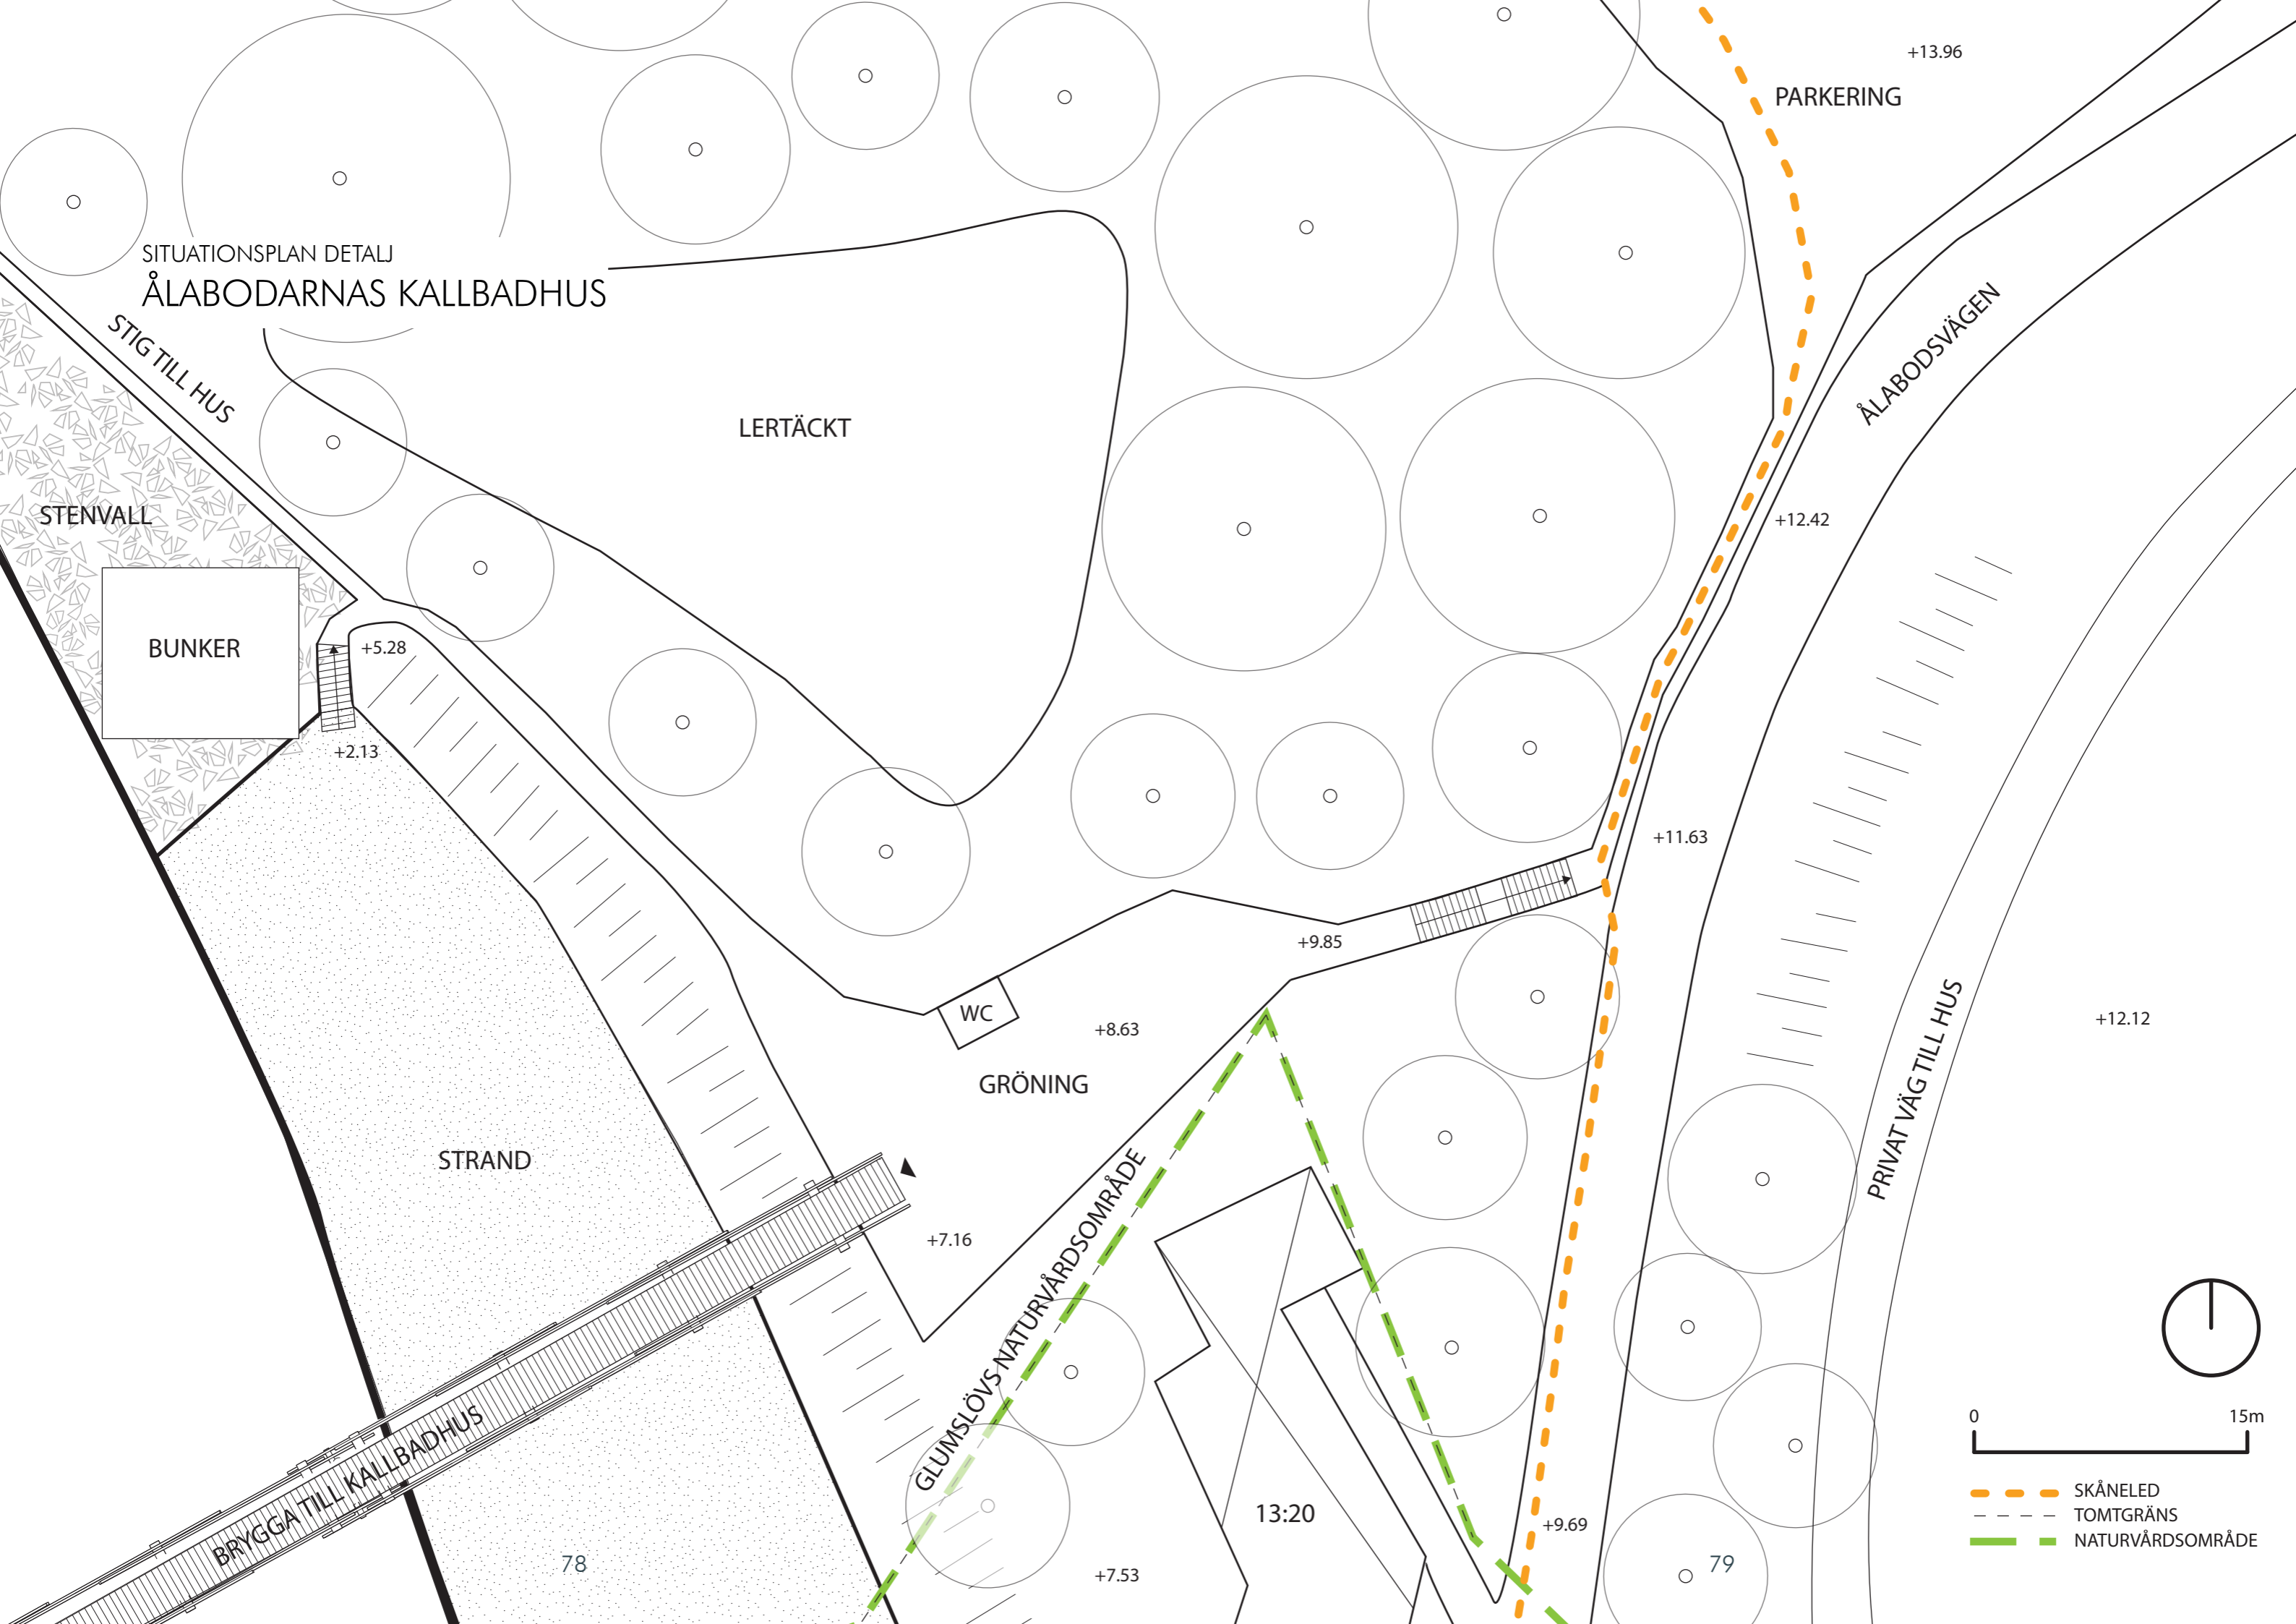 +13.96
PARKERING
SITUATIONSPLAN DETALJ
ÅLABODARNAS KALLBADHUS
STIG TILL HUS
ÅLABODSVÄGEN
LERTÄCKT
STENVALL
+12.42
BUNKER
+5.28
+2.13
+11.63
+9.85
WC
+8.63
+12.12
GRÖNING
PRIVAT VÄG TILL HUS
STRAND
GLUMSLÖVS NATURVÅRDSOMRÅDE
+7.16
BRYGGA TILL KALLBADHUS
0 15m
SKÅNELED
TOMTGRÄNS
NATURVÅRDSOMRÅDE
13:20
+9.69
78
+7.53
79